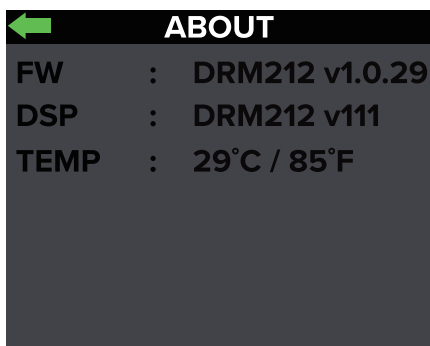 ABOUT
FW : DRM212 v1.0.29
DSP : DRM212 v111
TEMP : 29°C / 85°F